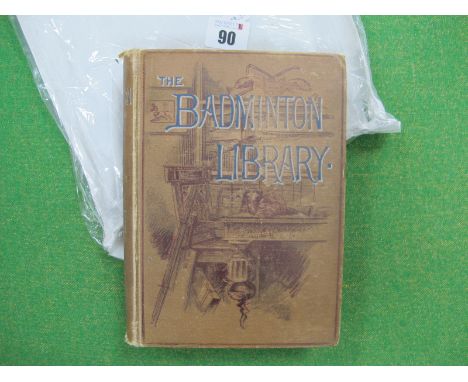 90
THE
BADMINTON
LIBRARY.